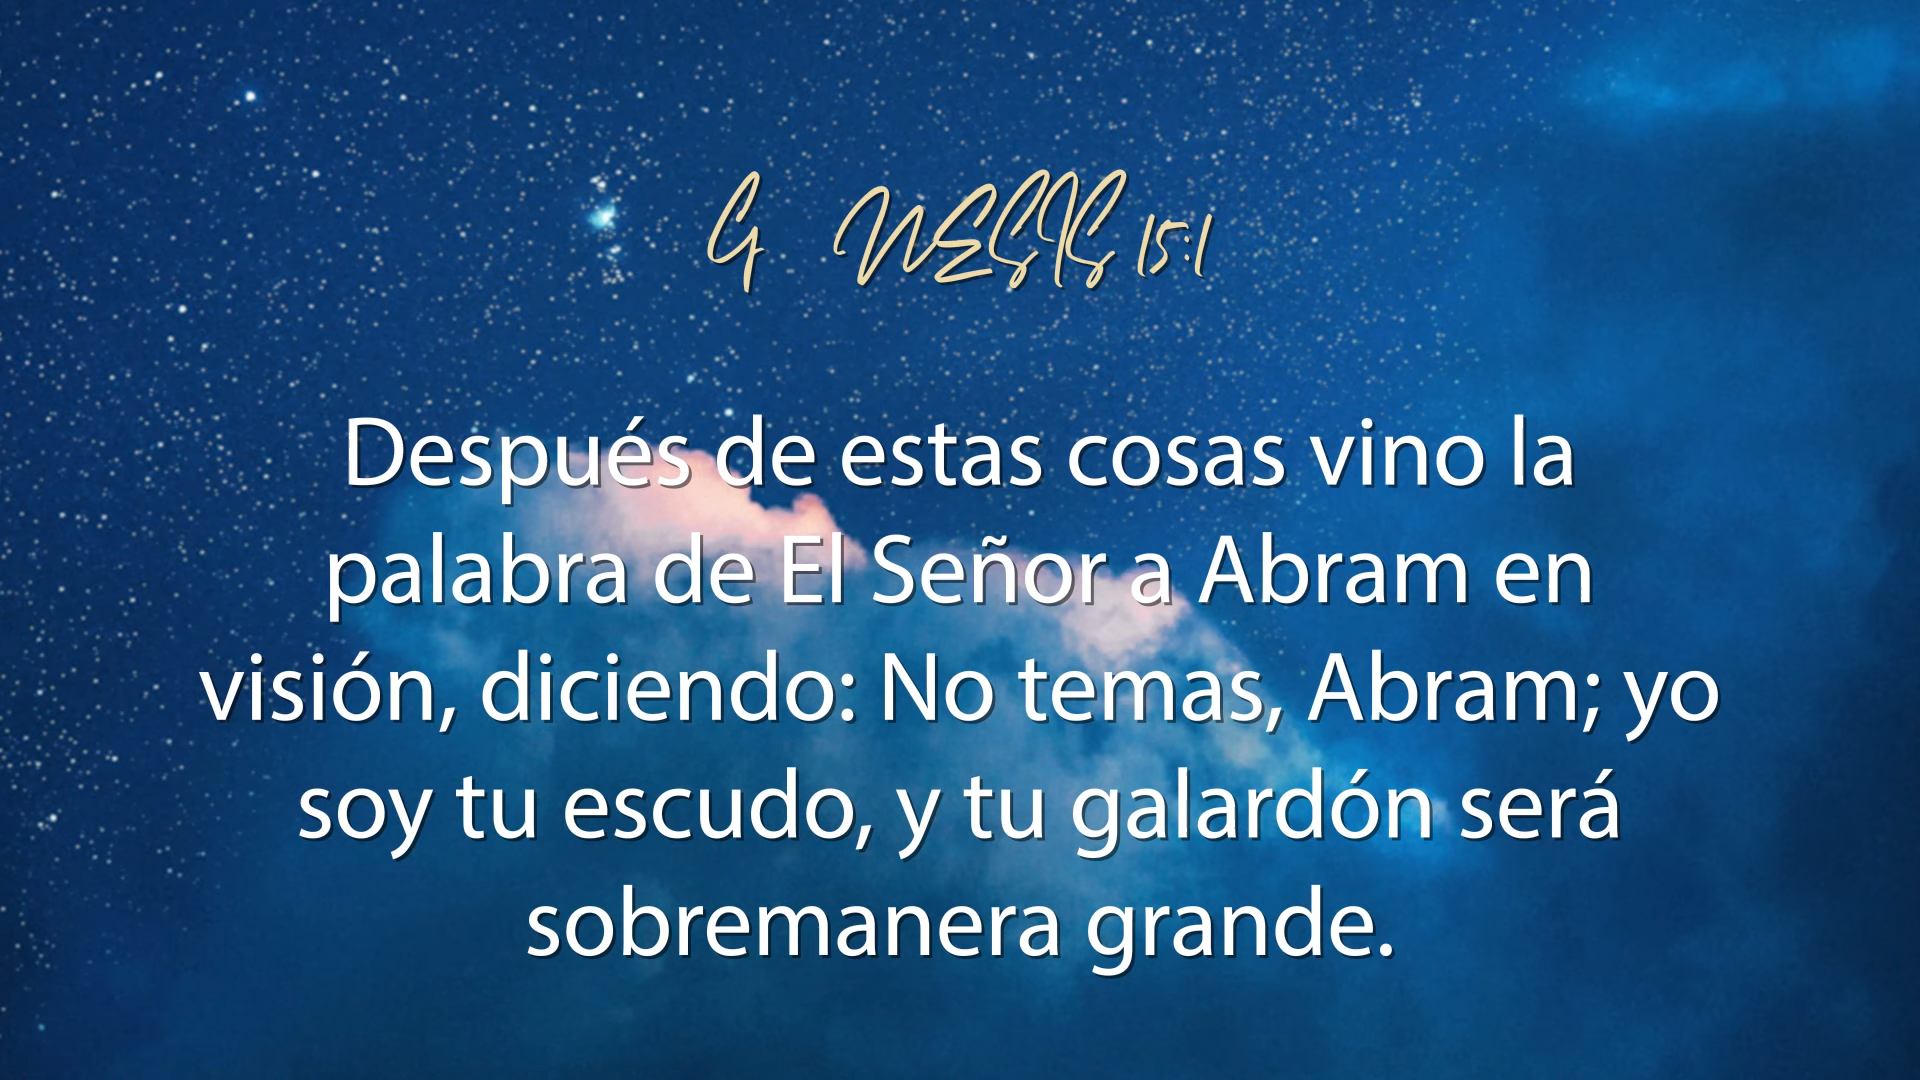 G NESIS 15:1
Después de estas cosas vino la
palabra de El Señor a Abram en
visión, diciendo: No temas, Abram; yo
soy tu escudo, y tu galardón será
sobremanera grande.